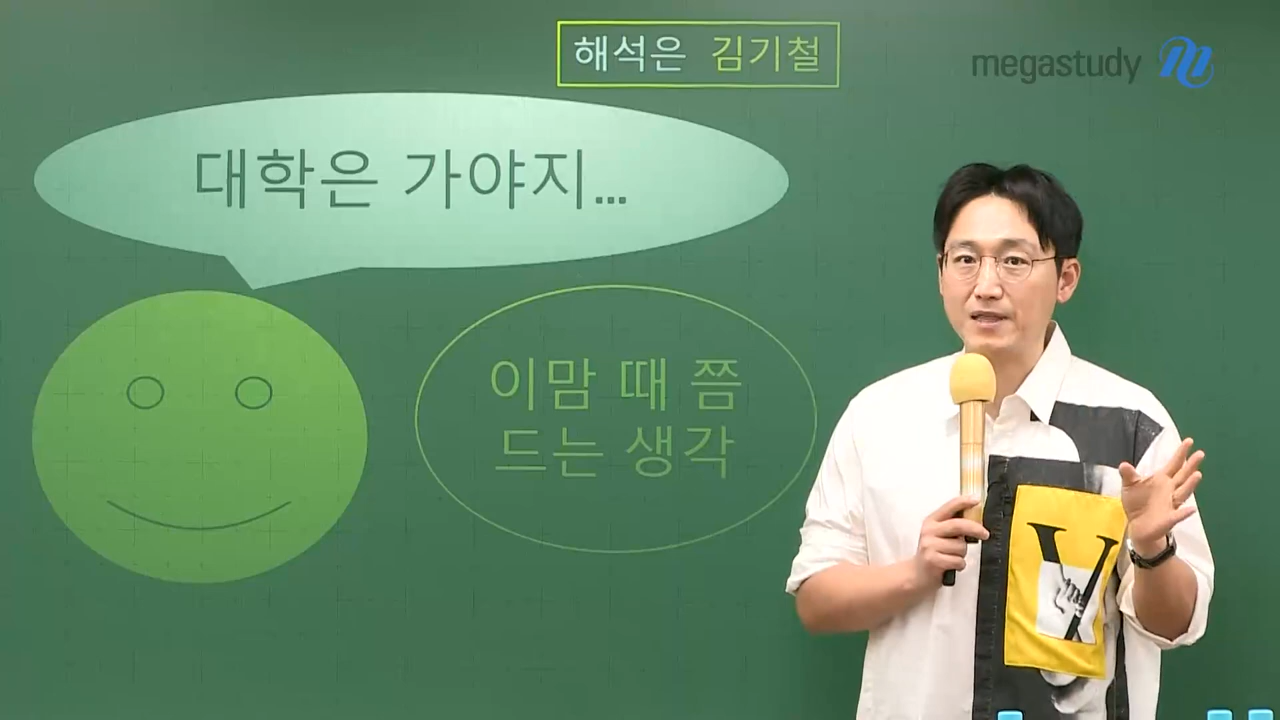 해석은 김기철
megastudy
대학은 가야지...
이맘 때 쯤
드는 생각